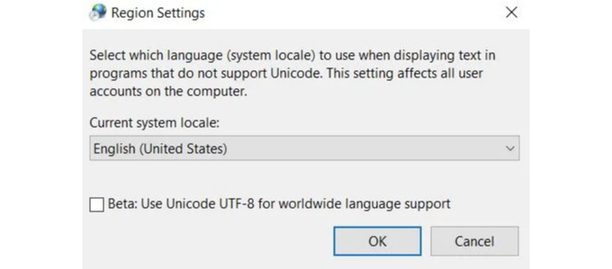 Region Settings
Select which language (system locale) to use when displaying text in
programs that do not support Unicode. This setting affects all user
accounts on the computer.
Current system locale:
English (United States)
Beta: Use Unicode UTF-8 for worldwide language support
OK Cancel